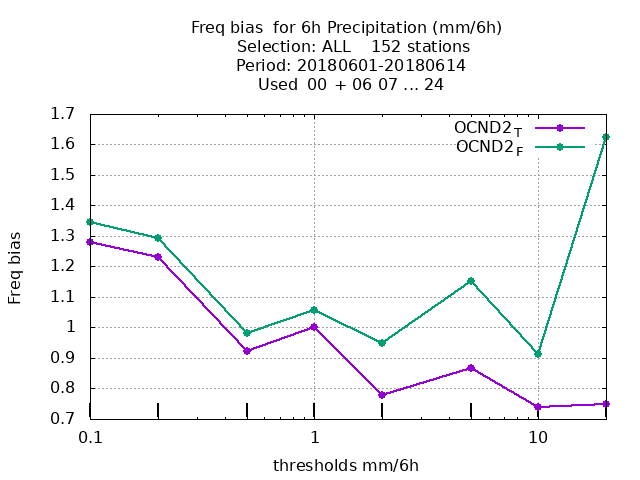 Freq bias  for 6h Precipitation (mm/6h)
Selection: ALL    152 stations
Period: 20180601-20180614
Used  00 + 06 07 ... 24
OCND2_T
OCND2_F
Freq bias
1.7
1.6
1.5
1.4
1.3
1.2
1.1
1
0.9
0.8
0.7
0.1 1 10
thresholds mm/6h